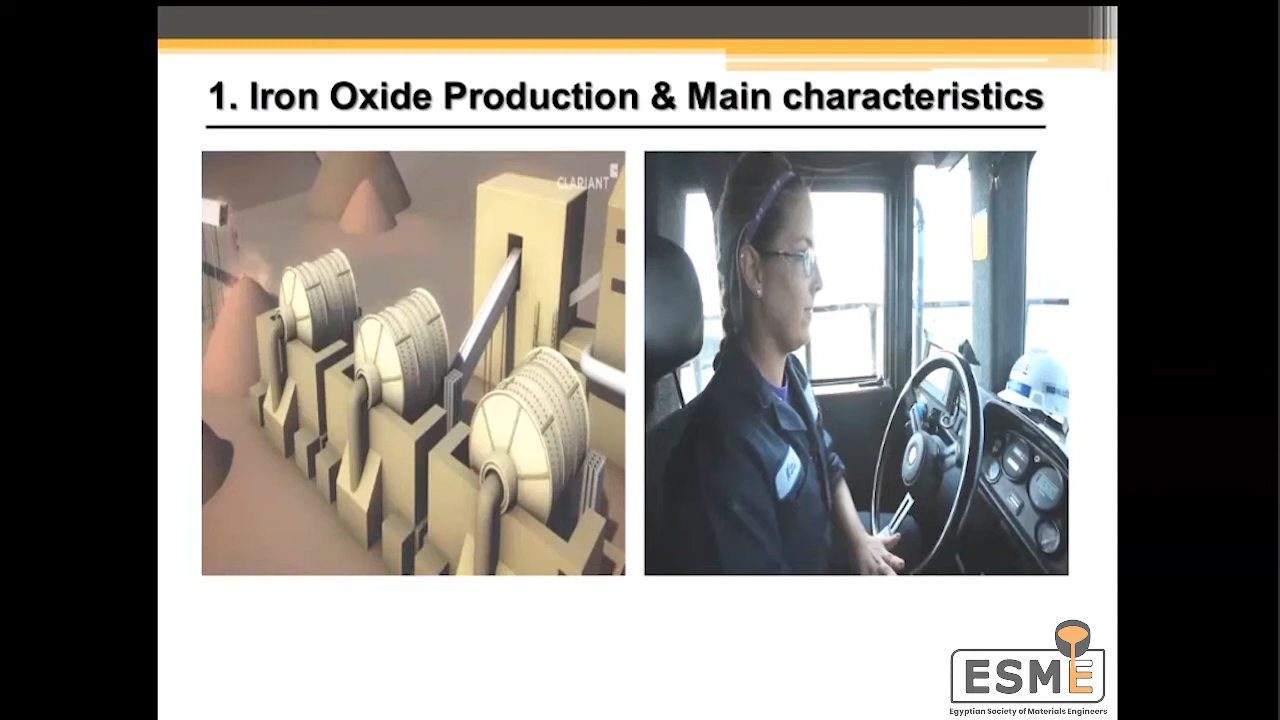 1. Iron Oxide Production & Main characteristics
CLARIANT
ESME
Egyptian Society of Materials Engineers